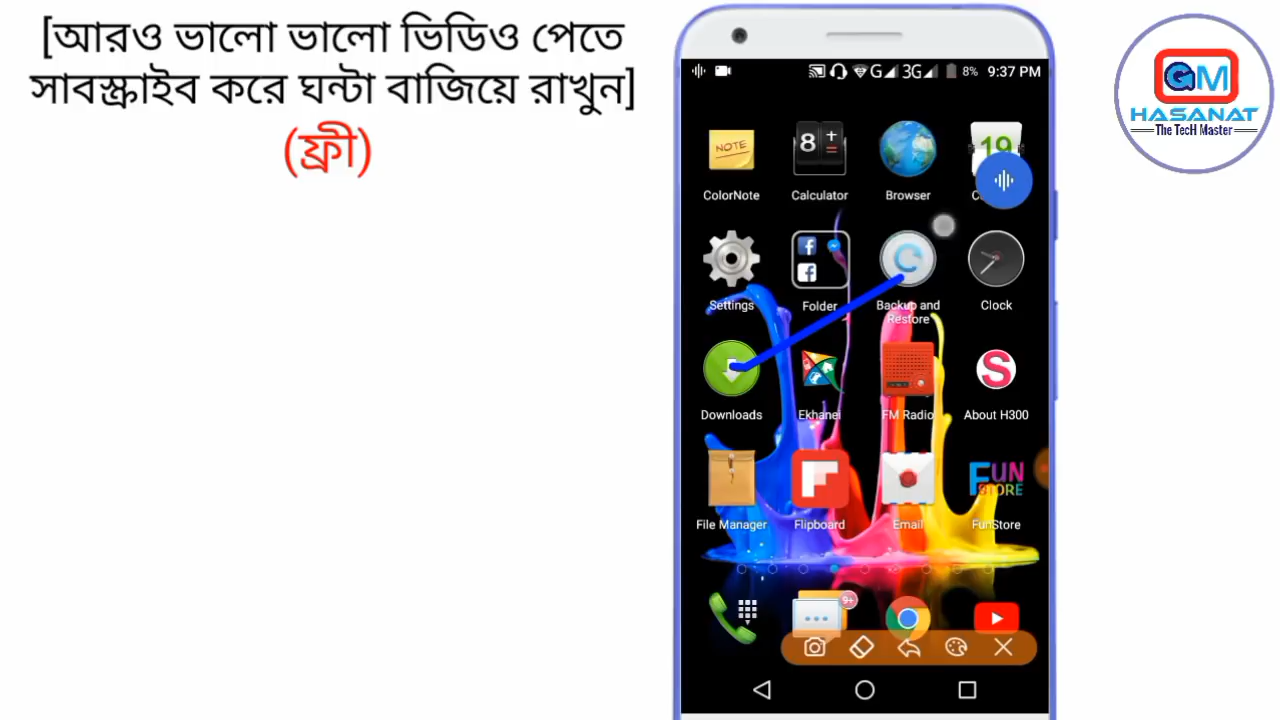 [আরও ভালো ভালো ভিডিও পেতে
সাবস্ক্রাইব করে ঘন্টা বাজিয়ে রাখুন]
(ফ্রী)
GM
HASANAT
The TecH Master
G 3G 8% 9:37 PM
NOTE 8 19
ColorNote Calculator Browser
Settings Folder Backup and Restore Clock
Downloads Ekhanei FM Radio About H300
S
FUN STORE
File Manager Flipboard Email FunStore
9+